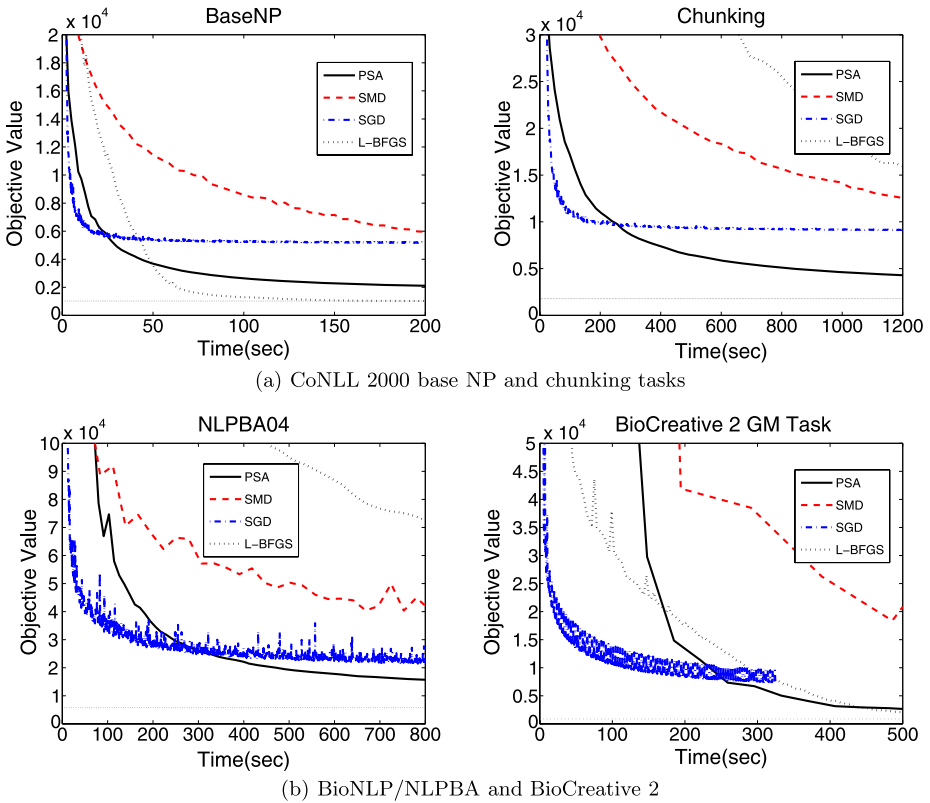 BaseNP
x 10^4
2
1.8
1.6
1.4
1.2
1
0.8
0.6
0.4
0.2
0
Objective Value
PSA
SMD
SGD
L−BFGS
0 50 100 150 200
Time(sec)
Chunking
x 10^4
3
2.5
2
1.5
1
0.5
0
Objective Value
PSA
SMD
SGD
L−BFGS
0 200 400 600 800 1000 1200
Time(sec)
(a) CoNLL 2000 base NP and chunking tasks
NLPBA04
x 10^4
10
9
8
7
6
5
4
3
2
1
0
Objective Value
PSA
SMD
SGD
L−BFGS
0 100 200 300 400 500 600 700 800
Time(sec)
BioCreative 2 GM Task
x 10^4
5
4.5
4
3.5
3
2.5
2
1.5
1
0.5
0
Objective Value
PSA
SMD
SGD
L−BFGS
0 100 200 300 400 500
Time(sec)
(b) BioNLP/NLPBA and BioCreative 2